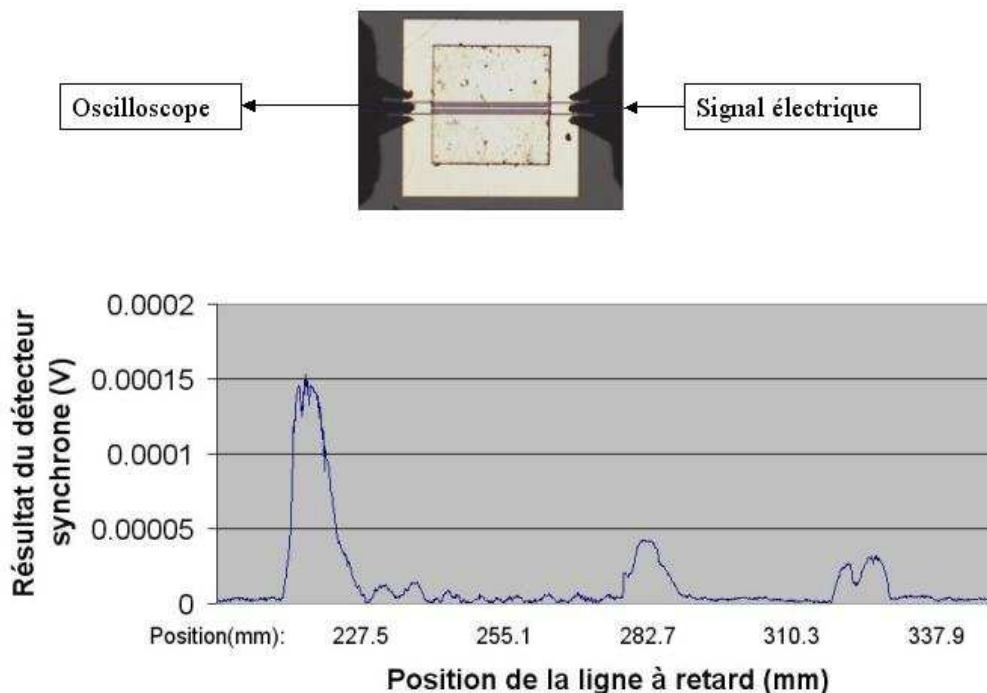 Oscilloscope
Signal électrique
Résultat du détecteur
synchrone (V)
0.0002
0.00015
0.0001
0.00005
0
Position(mm): 227.5 255.1 282.7 310.3 337.9
Position de la ligne à retard (mm)